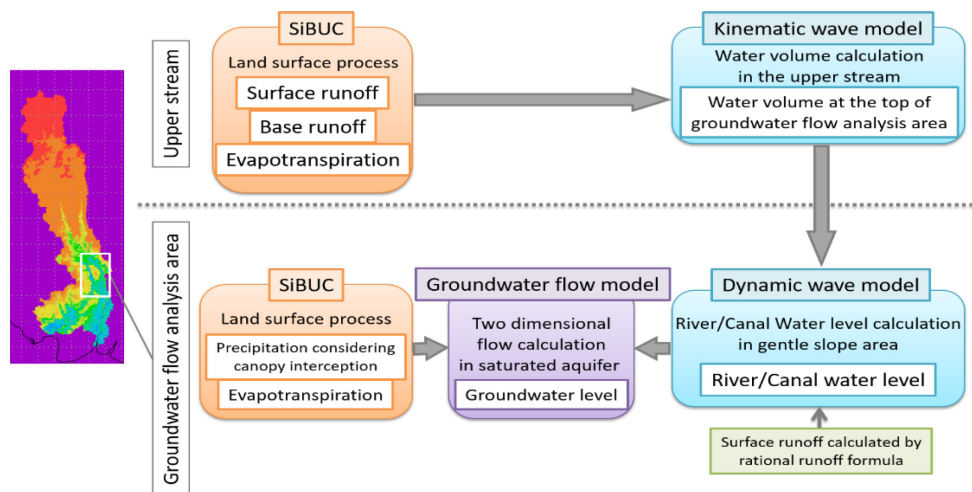 Upper stream
SiBUC
Land surface process
Surface runoff
Base runoff
Evapotranspiration
Kinematic wave model
Water volume calculation
in the upper stream
Water volume at the top of
groundwater flow analysis area
Groundwater flow analysis area
SiBUC
Land surface process
Precipitation considering
canopy interception
Evapotranspiration
Groundwater flow model
Two dimensional
flow calculation
in saturated aquifer
Groundwater level
Dynamic wave model
River/Canal Water level calculation
in gentle slope area
River/Canal water level
Surface runoff calculated by
rational runoff formula